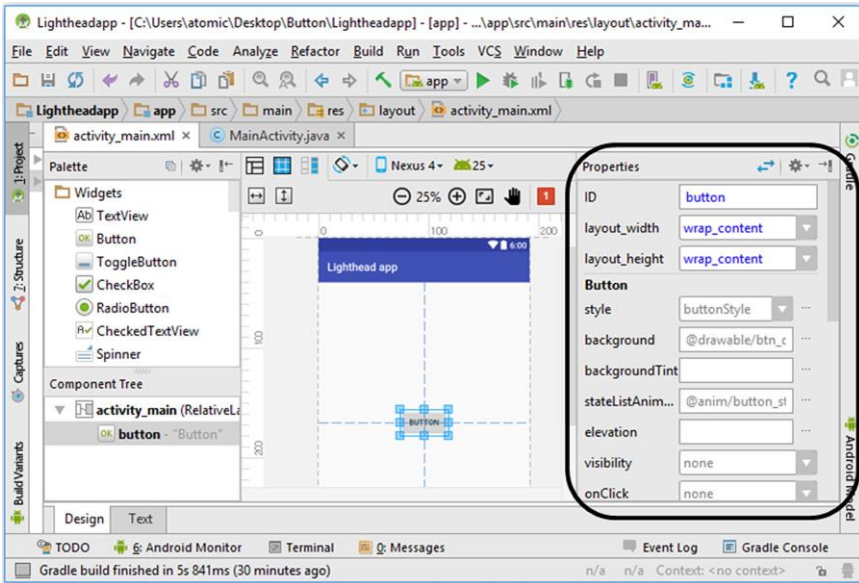 Lightheadapp - [C:\Users\atomic\Desktop\Button\Lightheadapp] - [app] - ...\app\src\main\res\layout\activity_ma...
File Edit View Navigate Code Analyze Refactor Build Run Tools VCS Window Help
app
Lightheadapp app src main res layout activity_main.xml
activity_main.xml MainActivity.java
1: Project
7: Structure
Captures
Build Variants
Palette
Widgets
Ab TextView
OK Button
ToggleButton
CheckBox
RadioButton
CheckedTextView
Spinner
Component Tree
activity_main (RelativeLa
OK button - "Button"
Nexus 4 25
25% 1
0 100 200
0
100
200
6:00
Lighthead app
BUTTON
Properties
ID button
layout_width wrap_content
layout_height wrap_content
Button
style buttonStyle ...
background @drawable/btn_c ...
backgroundTint ...
stateListAnim... @anim/button_st ...
elevation ...
visibility none
onClick none
Gradle
Android Model
Design Text
TODO 6: Android Monitor Terminal 0: Messages Event Log Gradle Console
Gradle build finished in 5s 841ms (30 minutes ago) n/a n/a Context: <no context>